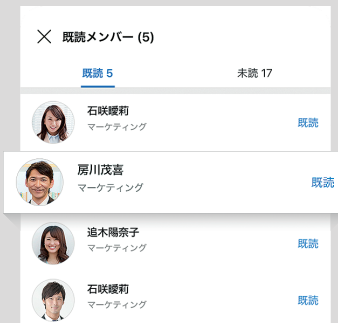 既読メンバー (5)
既読 5
未読 17
石咲曖莉
マーケティング
既読
房川茂喜
マーケティング
既読
追木陽奈子
マーケティング
既読
石咲曖莉
マーケティング
既読